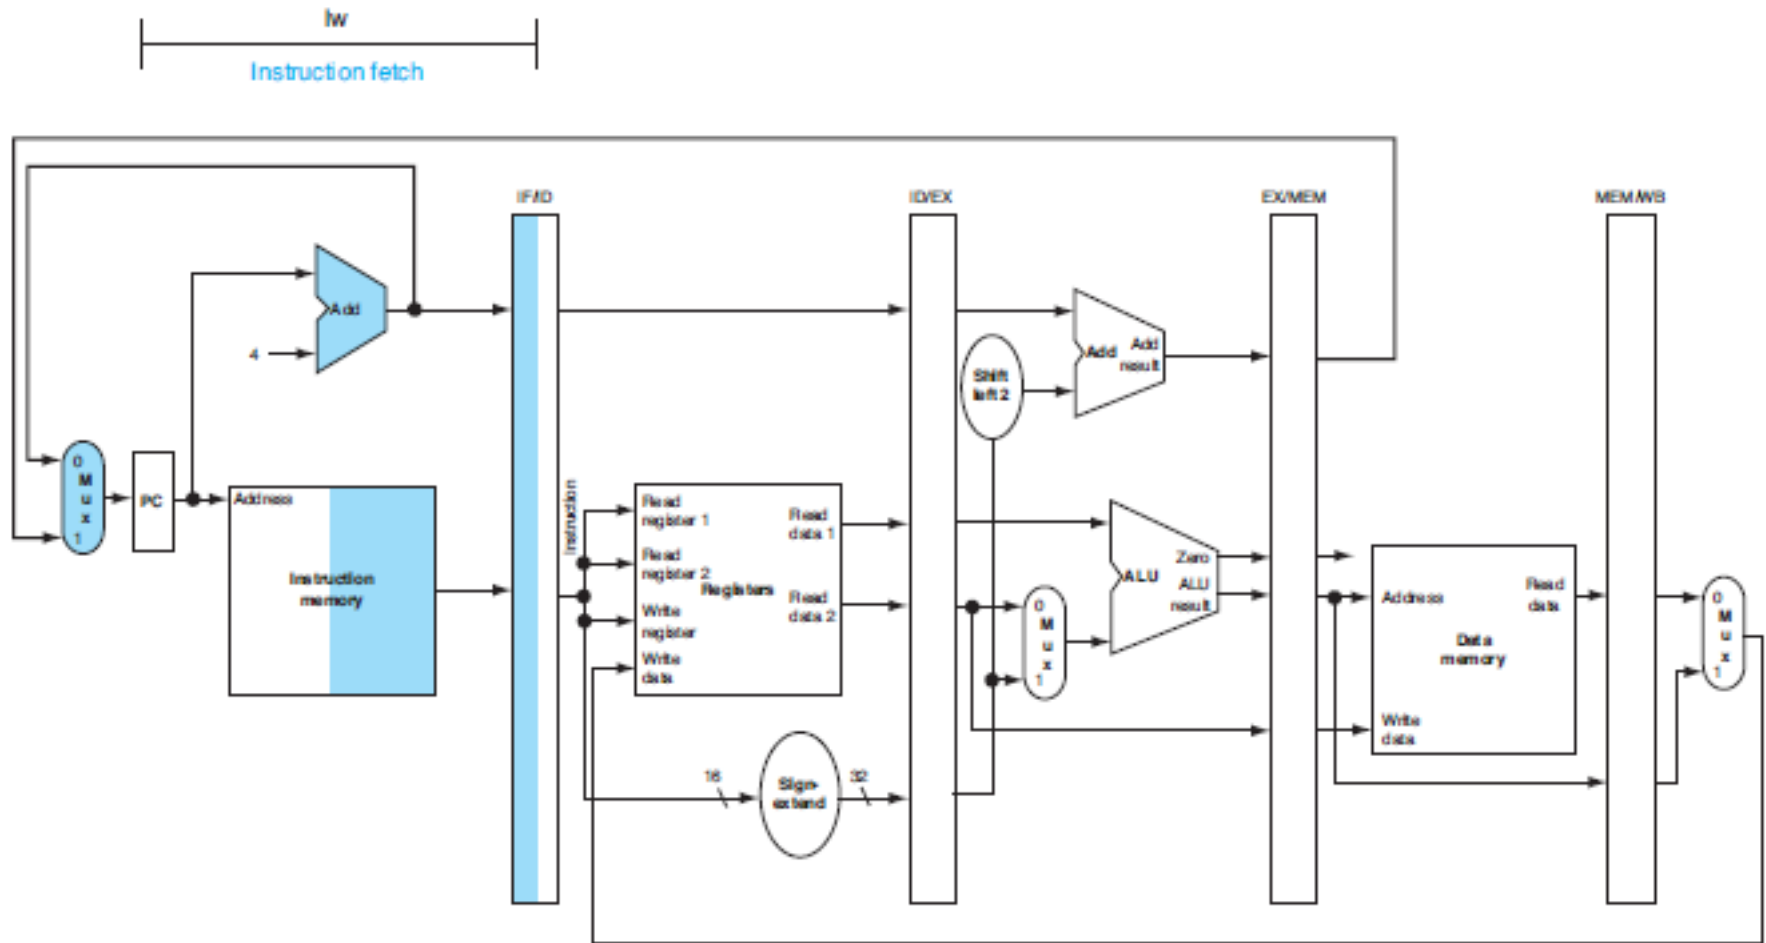 lw
Instruction fetch
IF/ID
ID/EX
EX/MEM
MEM/WB
Add
4
Shift
left 2
Add
Add
result
0
M
u
x
1
PC
Address
Instruction
memory
Instruction
Read
register 1
Read
register 2
Registers
Write
register
Write
data
Read
data 1
Read
data 2
16
Sign-
extend
32
0
M
u
x
1
ALU
Zero
ALU
result
Address
Read
data
Data
memory
Write
data
0
M
u
x
1